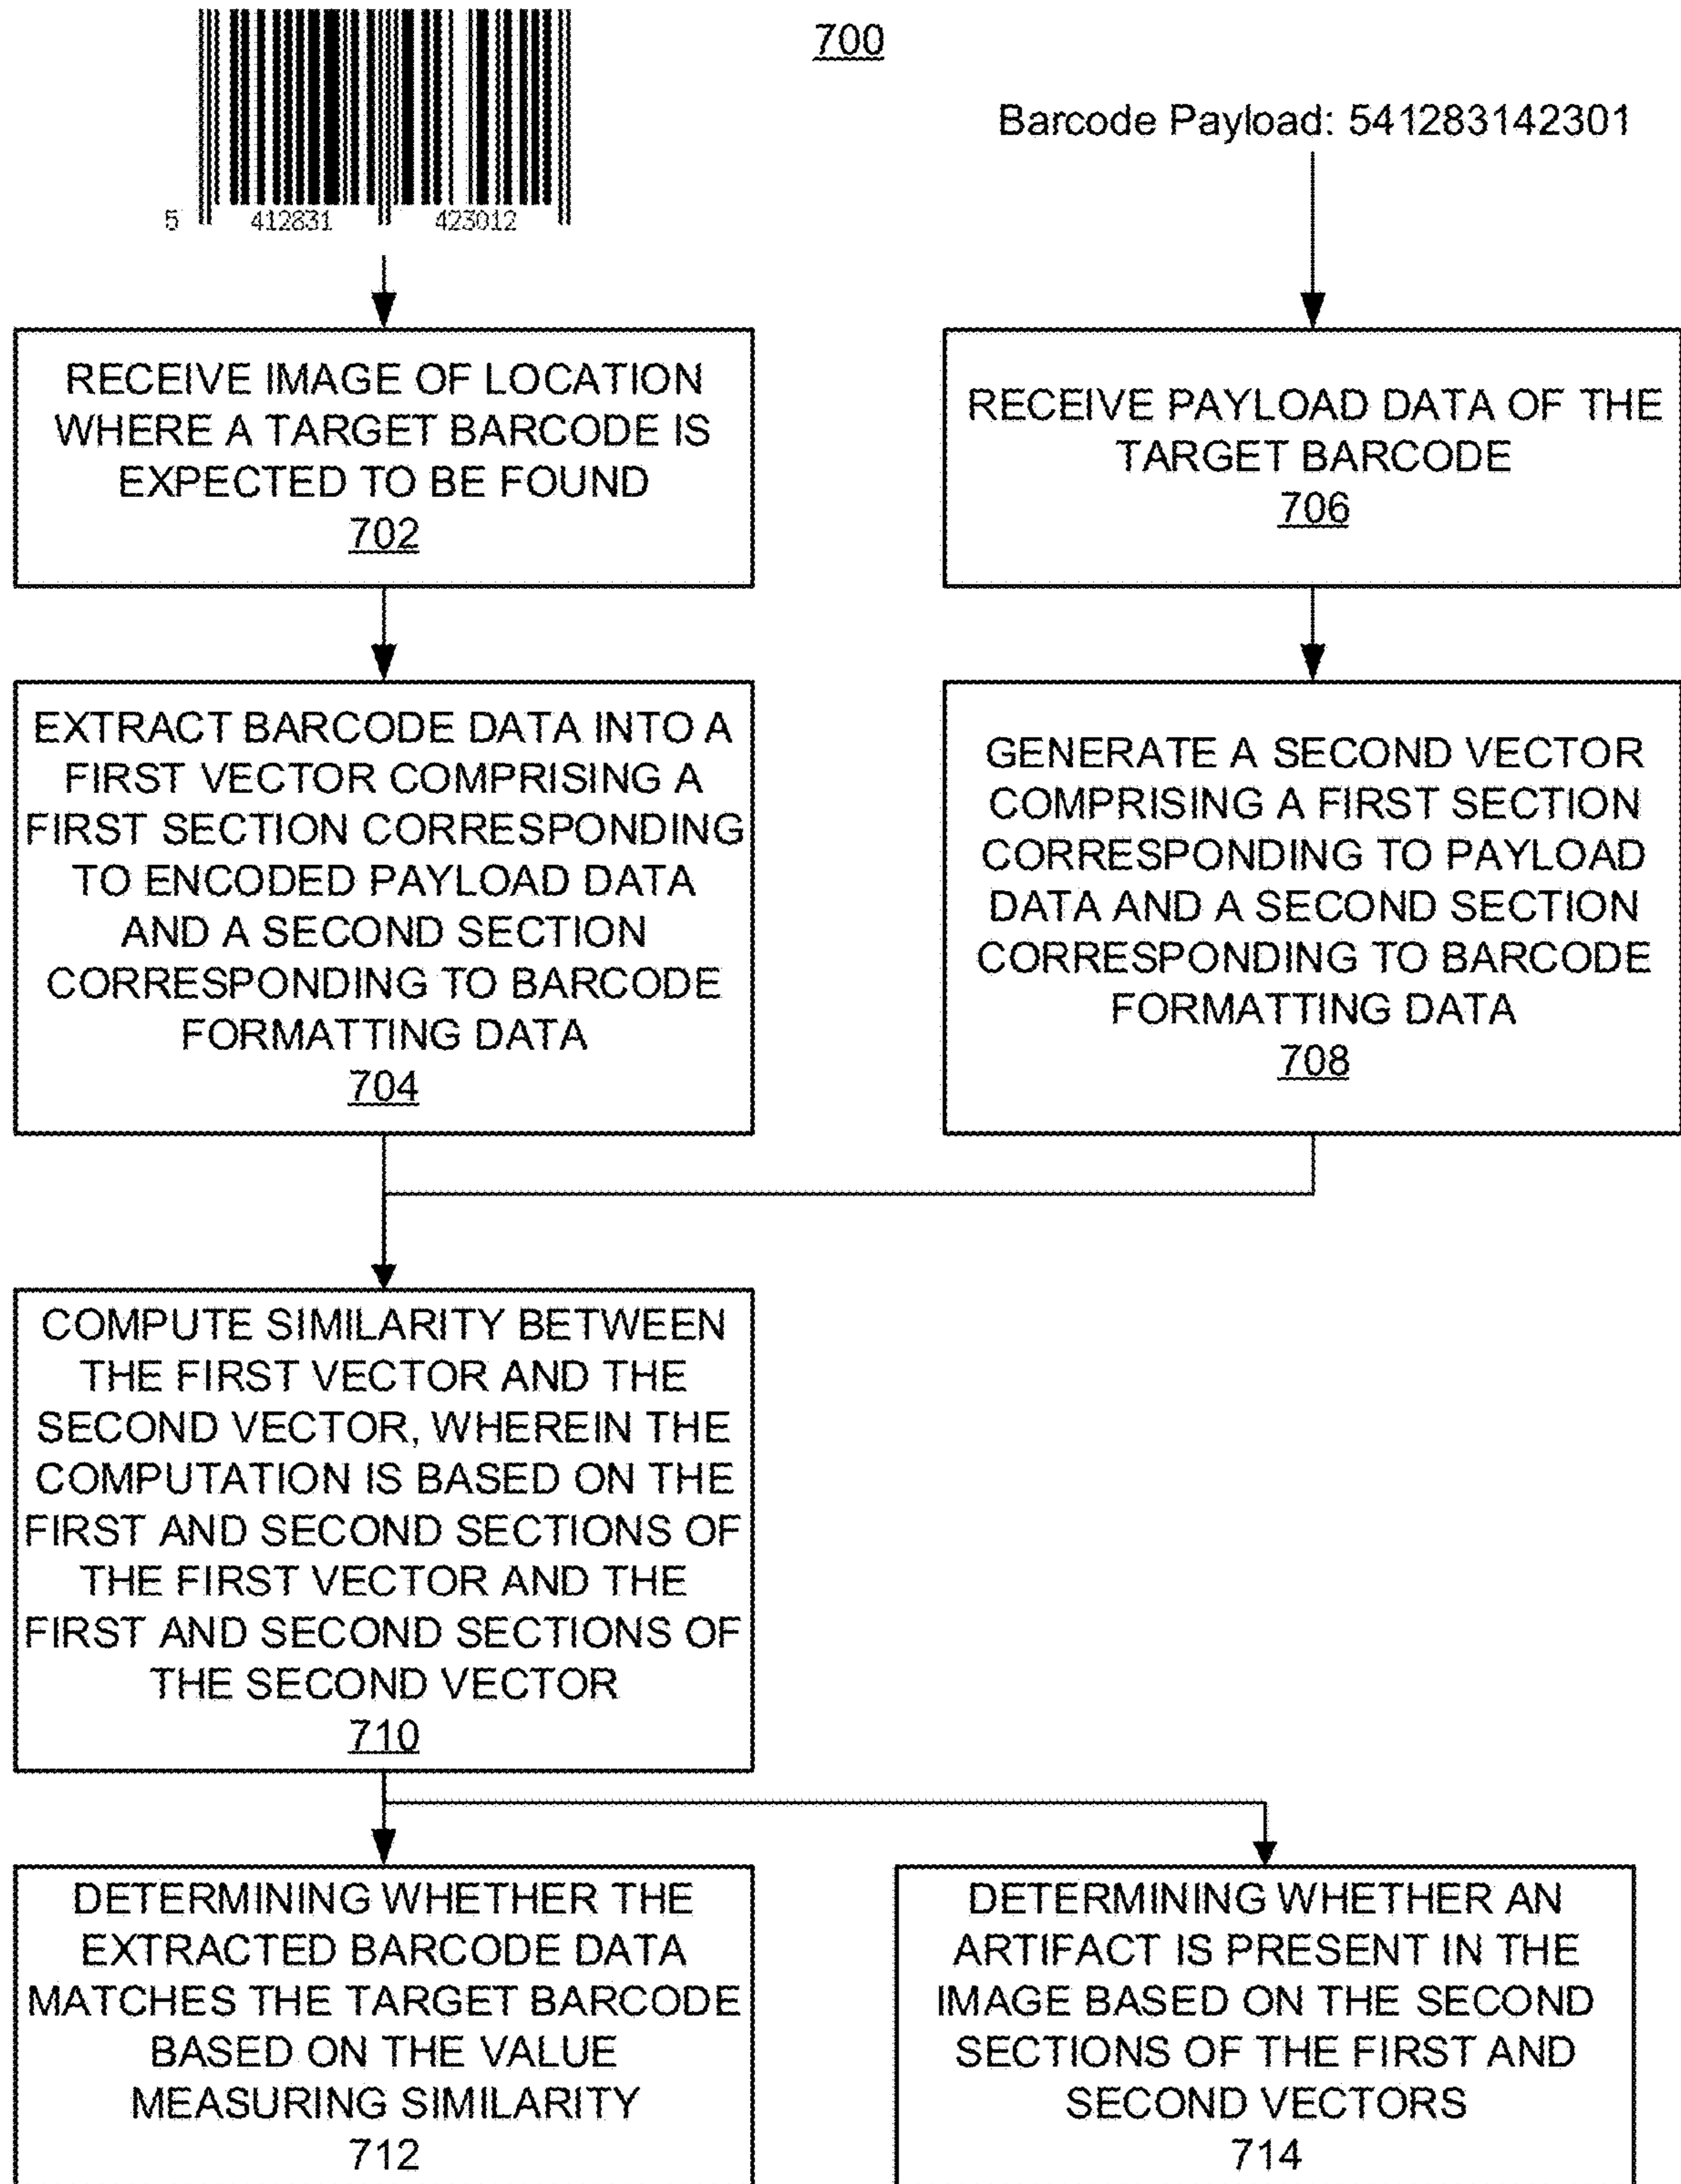 700
5 412831 423012
Barcode Payload: 541283142301
RECEIVE IMAGE OF LOCATION
WHERE A TARGET BARCODE IS
EXPECTED TO BE FOUND
702
RECEIVE PAYLOAD DATA OF THE
TARGET BARCODE
706
EXTRACT BARCODE DATA INTO A
FIRST VECTOR COMPRISING A
FIRST SECTION CORRESPONDING
TO ENCODED PAYLOAD DATA
AND A SECOND SECTION
CORRESPONDING TO BARCODE
FORMATTING DATA
704
GENERATE A SECOND VECTOR
COMPRISING A FIRST SECTION
CORRESPONDING TO PAYLOAD
DATA AND A SECOND SECTION
CORRESPONDING TO BARCODE
FORMATTING DATA
708
COMPUTE SIMILARITY BETWEEN
THE FIRST VECTOR AND THE
SECOND VECTOR, WHEREIN THE
COMPUTATION IS BASED ON THE
FIRST AND SECOND SECTIONS OF
THE FIRST VECTOR AND THE
FIRST AND SECOND SECTIONS OF
THE SECOND VECTOR
710
DETERMINING WHETHER THE
EXTRACTED BARCODE DATA
MATCHES THE TARGET BARCODE
BASED ON THE VALUE
MEASURING SIMILARITY
712
DETERMINING WHETHER AN
ARTIFACT IS PRESENT IN THE
IMAGE BASED ON THE SECOND
SECTIONS OF THE FIRST AND
SECOND VECTORS
714